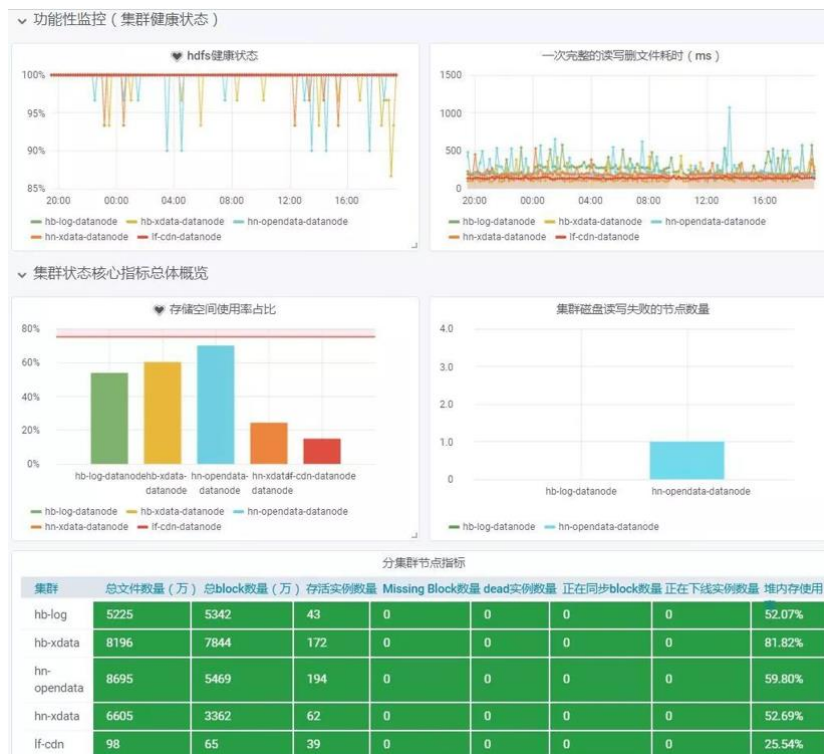 功能性监控（集群健康状态）
hdfs健康状态
100%
95%
90%
85%
20:00 00:00 04:00 08:00 12:00 16:00
hb-log-datanode hb-xdata-datanode hn-opendata-datanode
hn-xdata-datanode lf-cdn-datanode
一次完整的读写删文件耗时（ms）
1500
1000
500
0
20:00 00:00 04:00 08:00 12:00 16:00
hb-log-datanode hb-xdata-datanode hn-opendata-datanode
hn-xdata-datanode lf-cdn-datanode
集群状态核心指标总体概览
存储空间使用率占比
80%
60%
40%
20%
0%
hb-log-datanode hb-xdata- hn-opendata- hn-xdata- lf-cdn-datanode
datanode datanode datanode
hb-log-datanode hb-xdata-datanode hn-opendata-datanode
hn-xdata-datanode lf-cdn-datanode
集群磁盘读写失败的节点数量
4.0
3.0
2.0
1.0
0
hb-log-datanode hn-opendata-datanode
hb-log-datanode hn-opendata-datanode
分集群节点指标
集群 总文件数量（万） 总block数量（万） 存活实例数量 Missing Block数量 dead实例数量 正在同步block数量 正在下线实例数量 堆内存使用
hb-log 5225 5342 43 0 0 0 0 52.07%
hb-xdata 8196 7844 172 0 0 0 0 81.82%
hn-
opendata 8695 5469 194 0 0 0 0 59.80%
hn-xdata 6605 3362 62 0 0 0 0 52.69%
lf-cdn 98 65 39 0 0 0 0 25.54%